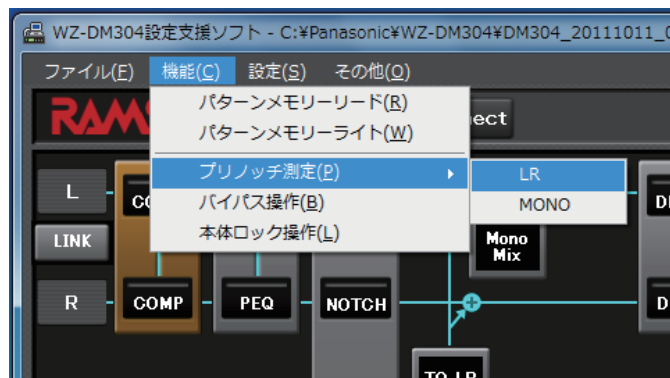 WZ-DM304設定支援ソフト - C:¥Panasonic¥WZ-DM304¥DM304_20111011_
ファイル(F) 機能(C) 設定(S) その他(O)
パターンメモリーリード(R)
パターンメモリーライト(W)
プリノッチ測定(P) LR
バイパス操作(B) MONO
本体ロック操作(L)
L
LINK Mono
Mix
R COMP PEQ NOTCH